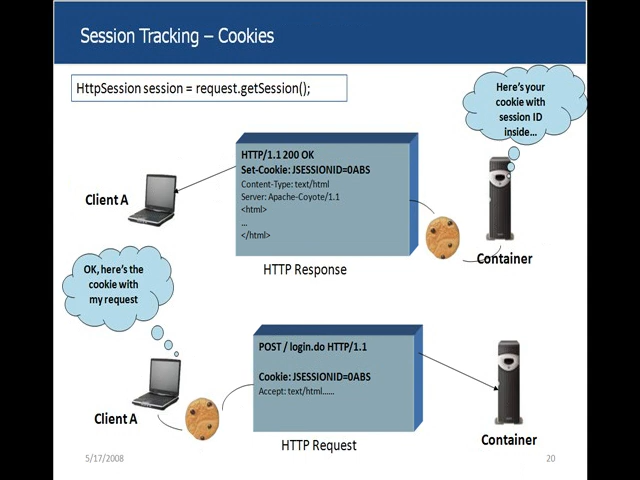 Session Tracking – Cookies
HttpSession session = request.getSession();
Here's your
cookie with
session ID
inside...
HTTP/1.1 200 OK
Set-Cookie: JSESSIONID=0ABS
Content-Type: text/html
Server: Apache-Coyote/1.1
<html>
...
</html>
Client A
Container
HTTP Response
OK, here's the
cookie with
my request
POST / login.do HTTP/1.1
Cookie: JSESSIONID=0ABS
Accept: text/html......
Client A
Container
HTTP Request
5/17/2008
20